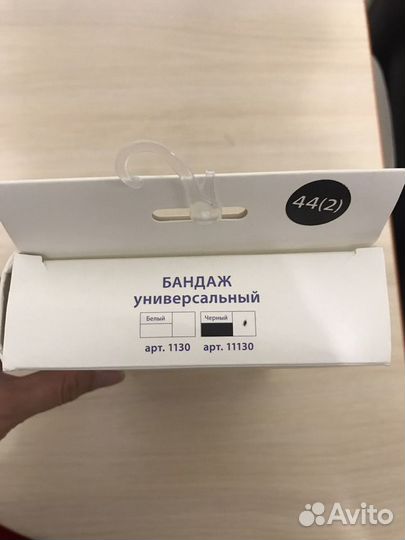 44(2)
БАНДАЖ
универсальный
Белый Черный
арт. 1130 арт. 11130
Avito